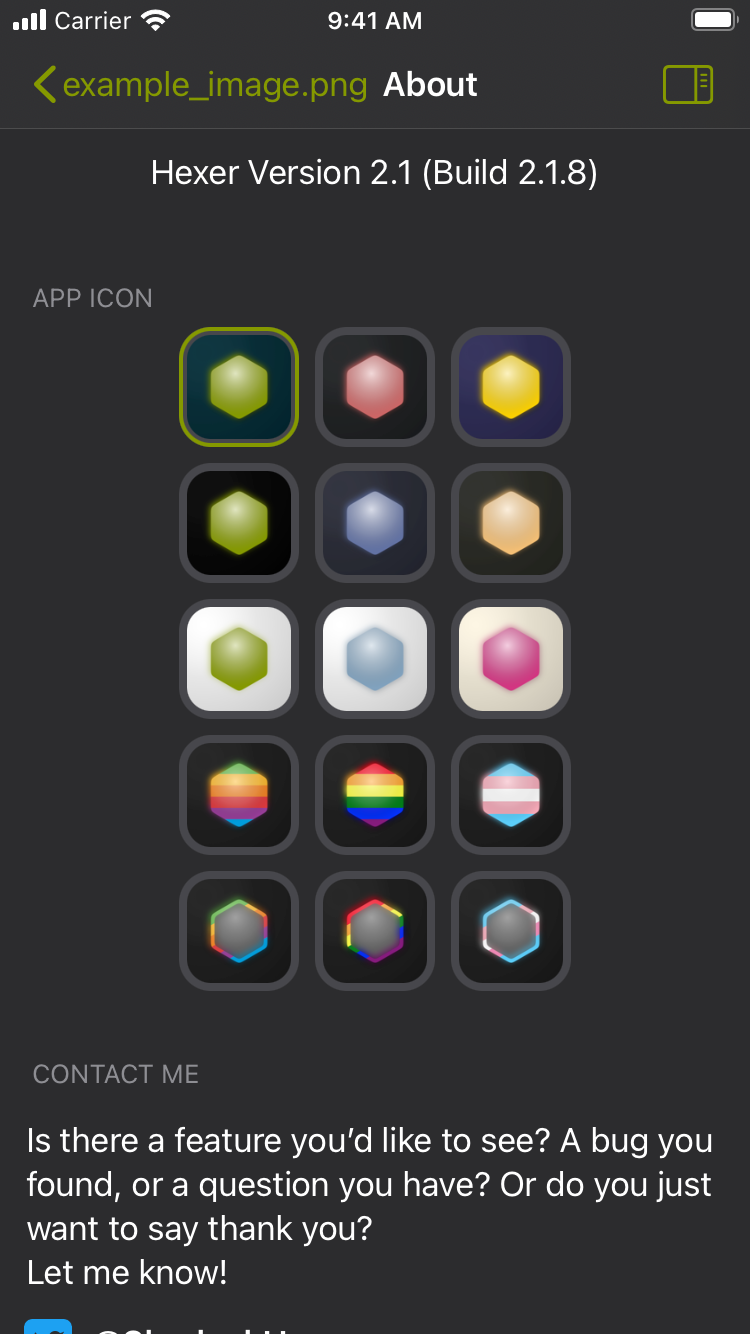 Carrier 9:41 AM
example_image.png About
Hexer Version 2.1 (Build 2.1.8)
APP ICON
CONTACT ME
Is there a feature you’d like to see? A bug you
found, or a question you have? Or do you just
want to say thank you?
Let me know!